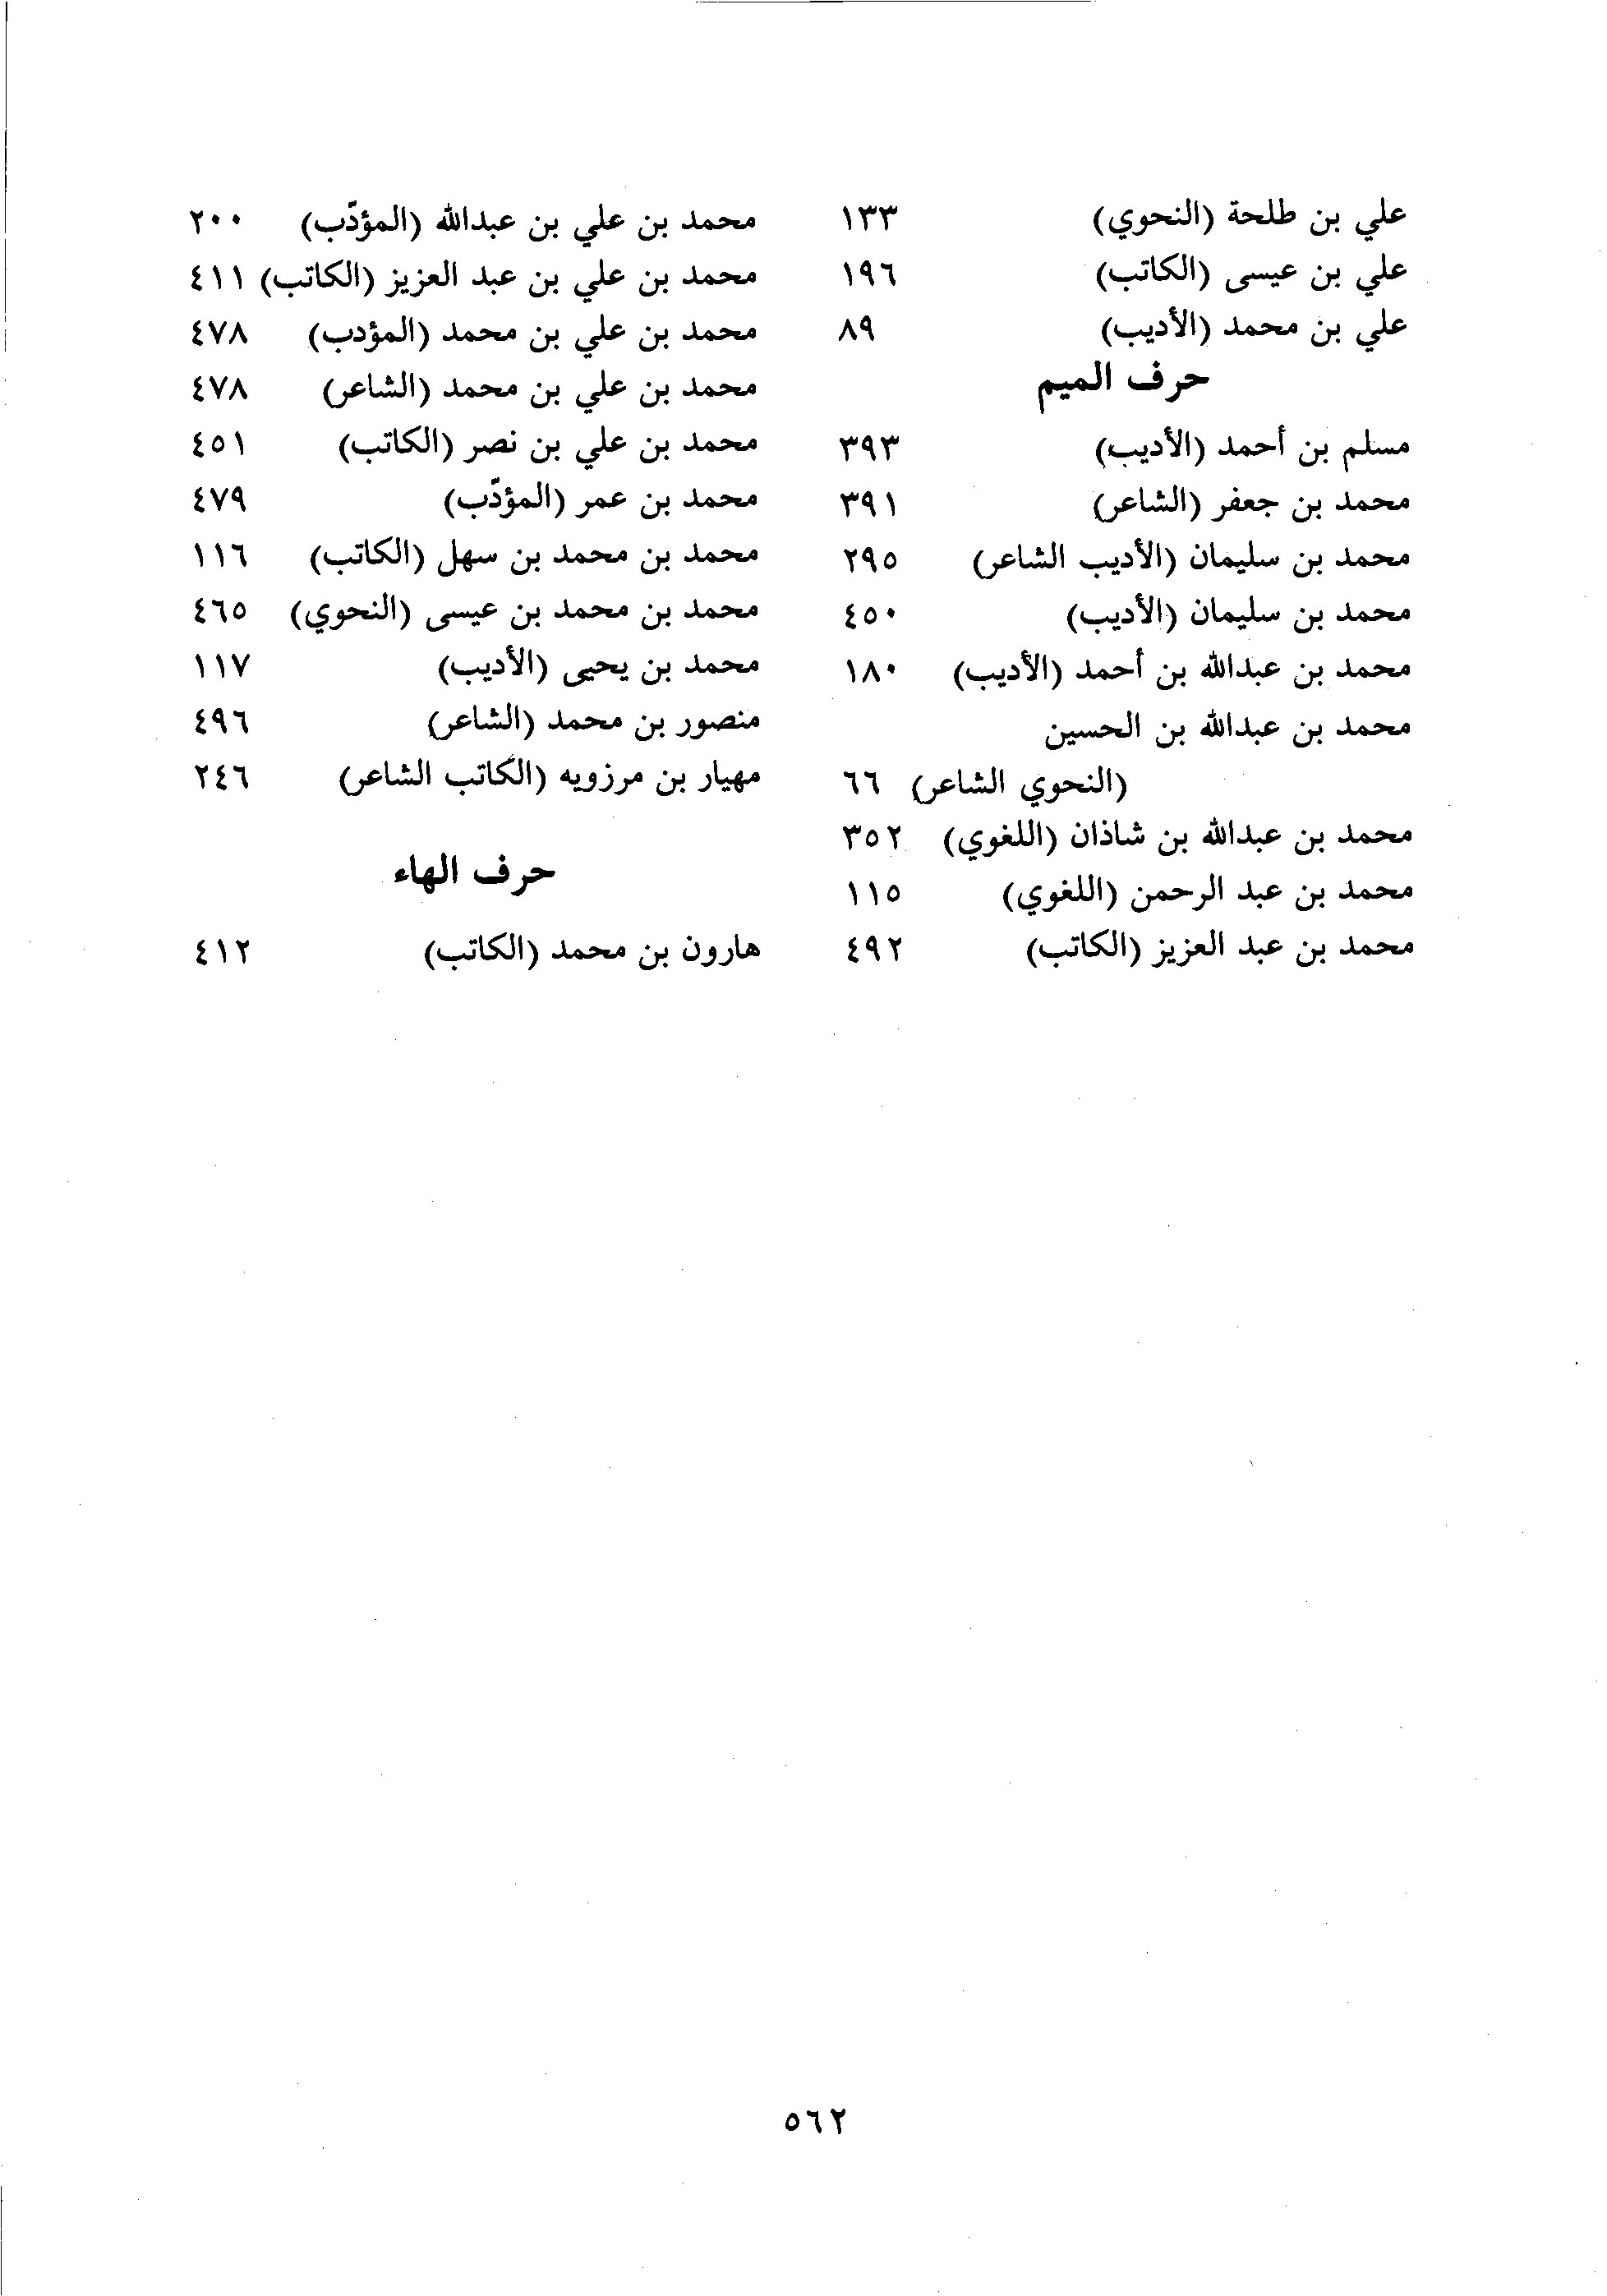 علي بن طلحة (النحوي) ١٣٣
علي بن عيسى (الكاتب) ١٩٦
علي بن محمد (الأديب) ٨٩
حرف الميم
مسلم بن أحمد (الأديب) ٣٩٣
محمد بن جعفر (الشاعر) ٣٩١
محمد بن سليمان (الأديب الشاعر) ٢٩٥
محمد بن سليمان (الأديب) ٤٥٠
محمد بن عبدالله بن أحمد (الأديب) ١٨٠
محمد بن عبدالله بن الحسين
(النحوي الشاعر) ٦٦
محمد بن عبدالله بن شاذان (اللغوي) ٣٥٢
محمد بن عبد الرحمن (اللغوي) ١١٥
محمد بن عبد العزيز (الكاتب) ٤٩٢
محمد بن علي بن عبدالله (المؤدّب) ٢٠٠
محمد بن علي بن عبد العزيز (الكاتب) ٤١١
محمد بن علي بن محمد (المؤدب) ٤٧٨
محمد بن علي بن محمد (الشاعر) ٤٧٨
محمد بن علي بن نصر (الكاتب) ٤٥١
محمد بن عمر (المؤدّب) ٤٧٩
محمد بن محمد بن سهل (الكاتب) ١١٦
محمد بن محمد بن عيسى (النحوي) ٤٦٥
محمد بن يحيى (الأديب) ١١٧
منصور بن محمد (الشاعر) ٤٩٦
مهيار بن مرزويه (الكاتب الشاعر) ٢٤٦
حرف الهاء
هارون بن محمد (الكاتب) ٤١٢
٥٦٢